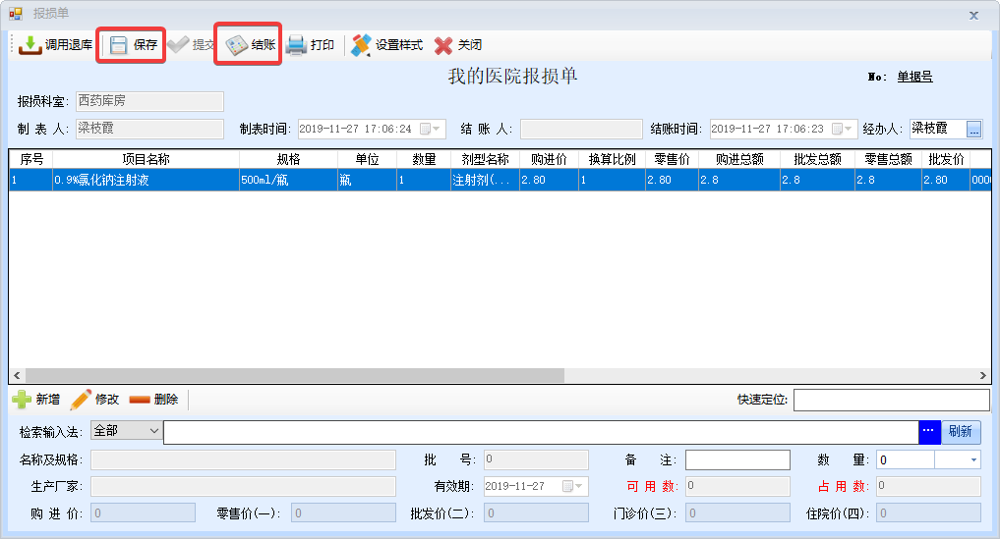 报损单
调用退库 保存 提交 结账 打印 设置样式 关闭
我的医院报损单
No: 单据号
报损科室: 西药库房
制 表 人: 梁枝霞 制表时间: 2019-11-27 17:06:24 结 账 人: 结账时间: 2019-11-27 17:06:23 经办人: 梁枝霞 ...
序号 项目名称 规格 单位 数量 剂型名称 购进价 换算比例 零售价 购进总额 批发总额 零售总额 批发价
1 0.9%氯化钠注射液 500ml/瓶 瓶 1 注射剂(... 2.80 1 2.80 2.8 2.8 2.8 2.80
新增 修改 删除 快速定位:
检索输入法: 全部 ... 刷新
名称及规格: 批 号: 0 备 注: 数 量: 0
生产厂家: 有效期: 2019-11-27 可 用 数: 0 占 用 数: 0
购 进 价: 0 零售价(一): 0 批发价(二): 0 门诊价(三): 0 住院价(四): 0